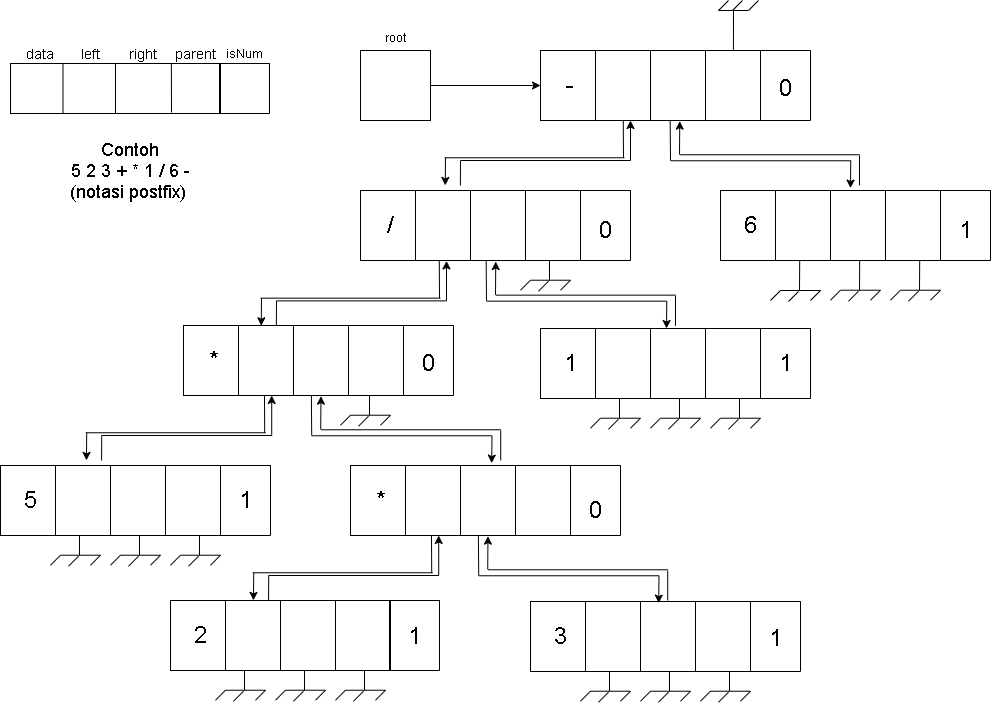 root
data left right parent isNum
- 0
Contoh
5 2 3 + * 1 / 6 -
(notasi postfix)
/ 0
6 1
* 0
1 1
5 1
* 0
2 1
3 1